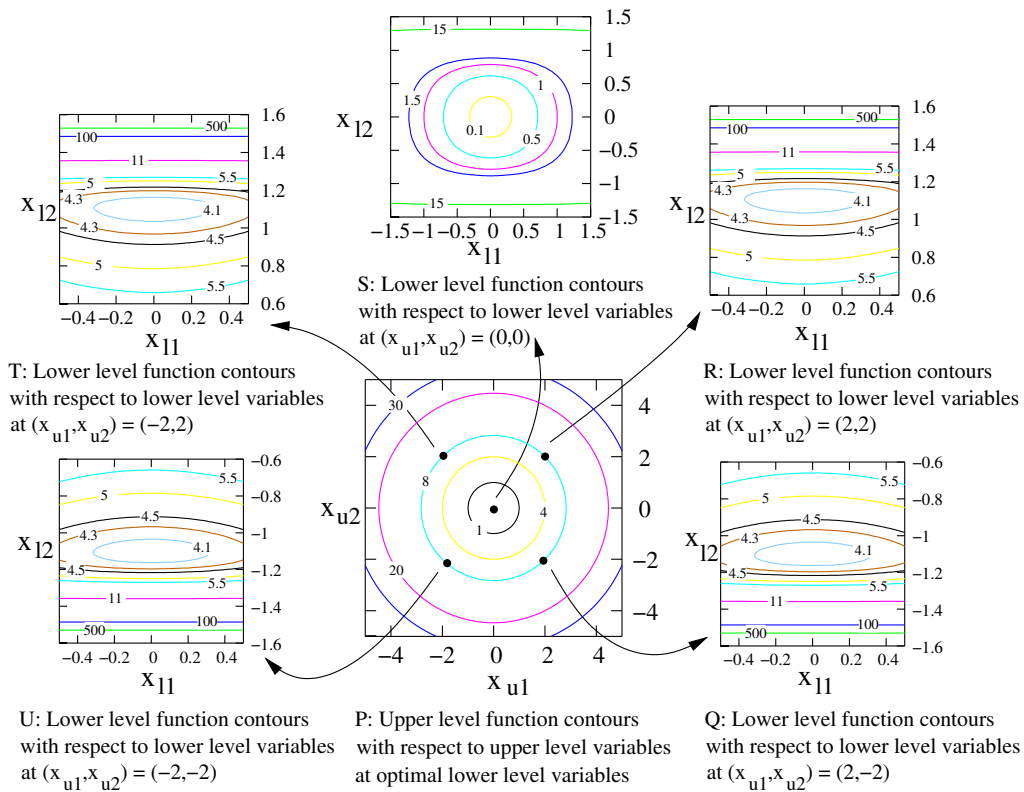 15
1.5
1
0.5
0.1
15
1.5
1
0.5
0
−0.5
−1
−1.5
x l2
−1.5 −1 −0.5 0 0.5 1 1.5
x l1
S: Lower level function contours
with respect to lower level variables
at (x u1,x u2) = (0,0)
500
100
11
5.5
5
4.3
4.1
4.3
4.5
5
5.5
1.6
1.4
1.2
1
0.8
0.6
x l2
−0.4 −0.2 0 0.2 0.4
x l1
T: Lower level function contours
with respect to lower level variables
at (x u1,x u2) = (−2,2)
500
100
11
5.5
5
4.3
4.1
4.3
4.5
5
5.5
1.6
1.4
1.2
1
0.8
0.6
x l2
−0.4 −0.2 0 0.2 0.4
x l1
R: Lower level function contours
with respect to lower level variables
at (x u1,x u2) = (2,2)
5.5
5
4.5
4.3
4.1
4.5
5.5
11
100
500
−0.6
−0.8
−1
−1.2
−1.4
−1.6
x l2
−0.4 −0.2 0 0.2 0.4
x l1
U: Lower level function contours
with respect to lower level variables
at (x u1,x u2) = (−2,−2)
30
8
1
4
20
4
2
0
−2
−4
x u2
−4 −2 0 2 4
x u1
P: Upper level function contours
with respect to upper level variables
at optimal lower level variables
5.5
5
4.5
4.3
4.1
4.5
5.5
11
100
500
−0.6
−0.8
−1
−1.2
−1.4
−1.6
x l2
−0.4 −0.2 0 0.2 0.4
x l1
Q: Lower level function contours
with respect to lower level variables
at (x u1,x u2) = (2,−2)